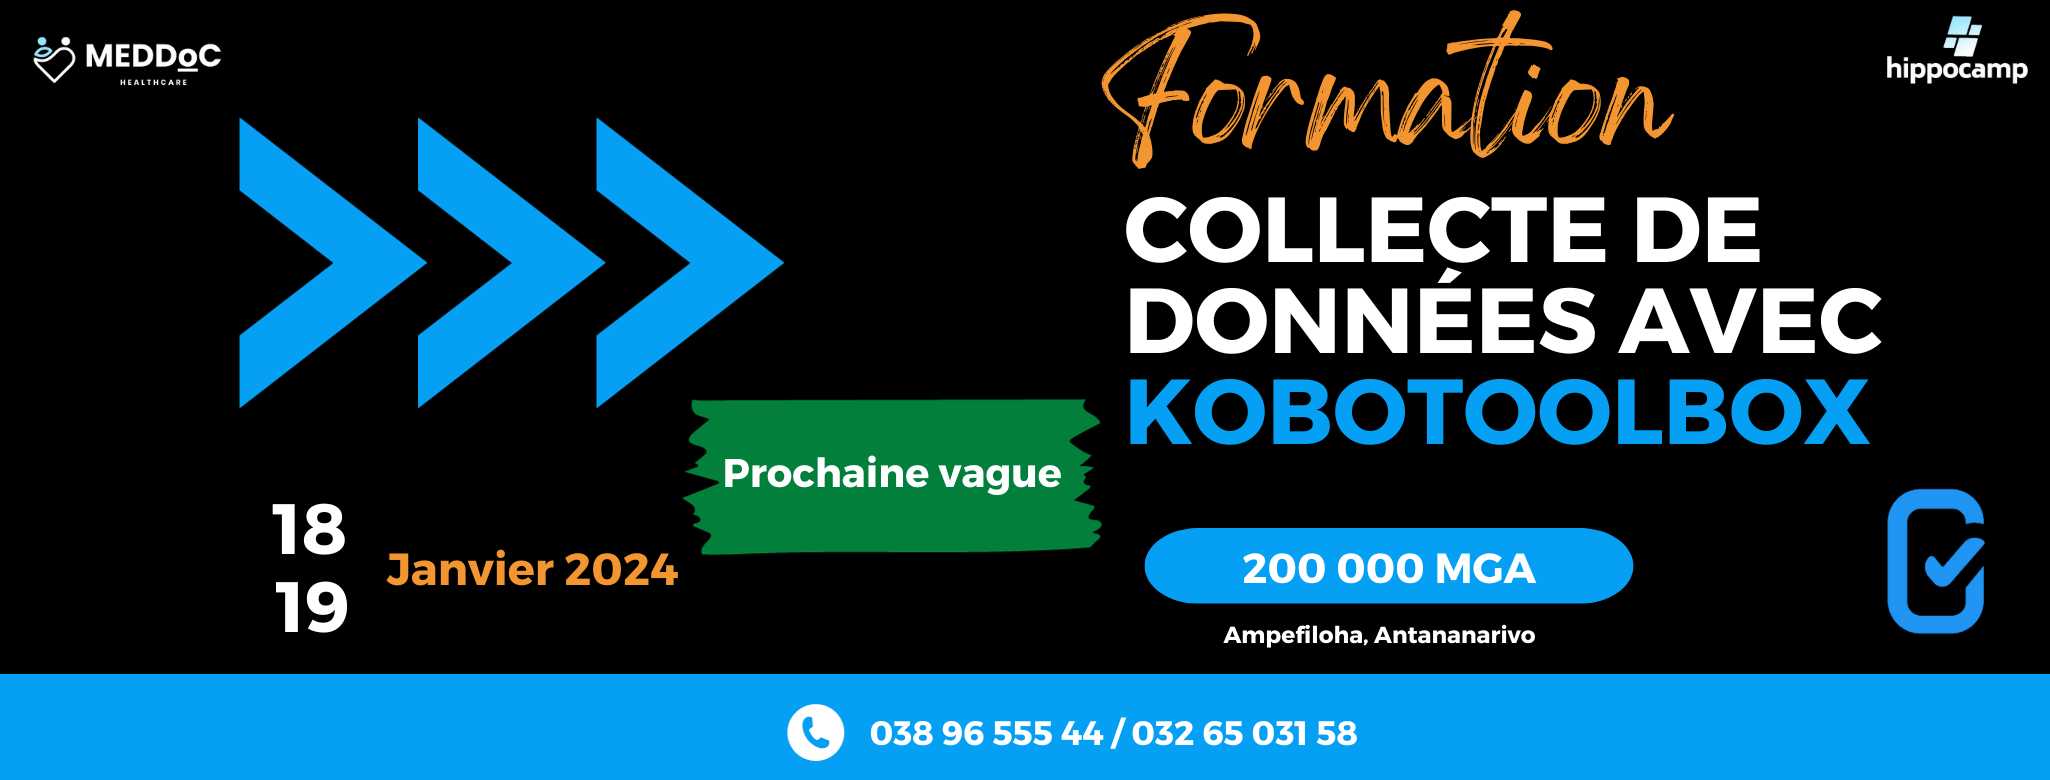 MEDDoC
HEALTHCARE
hippocamp
Formation
COLLECTE DE
DONNÉES AVEC
KOBOTOOLBOX
Prochaine vague
18
19
Janvier 2024
200 000 MGA
Ampefiloha, Antananarivo
038 96 555 44 / 032 65 031 58